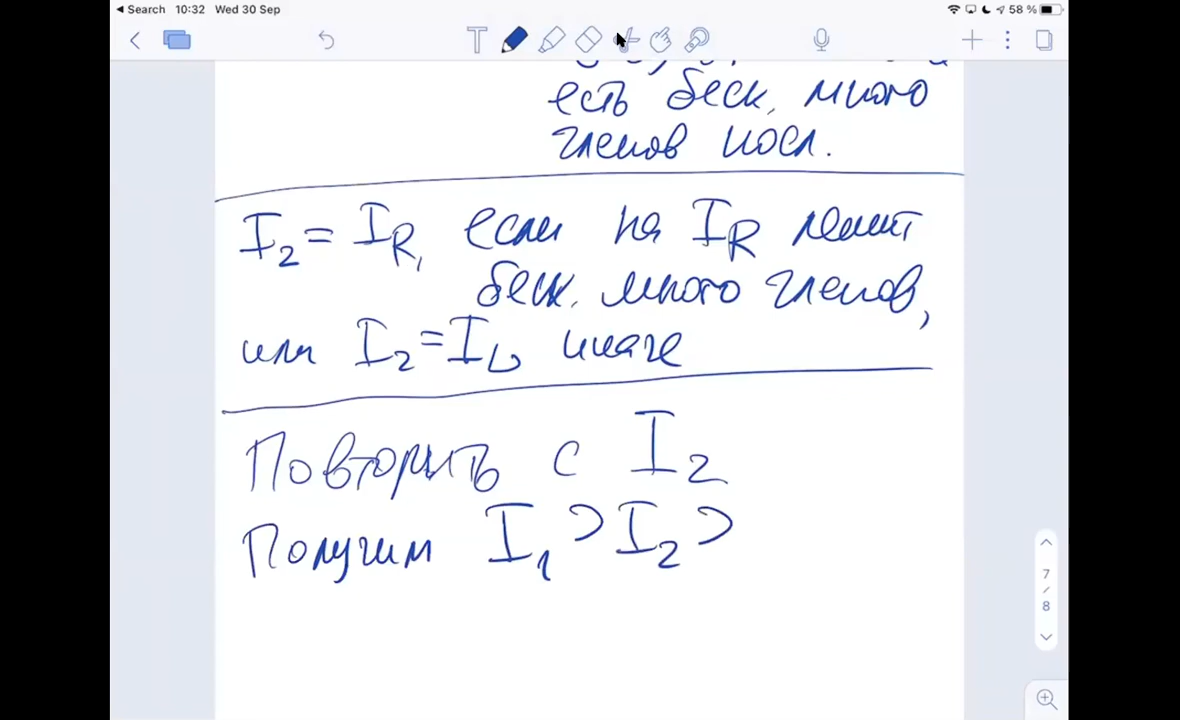 Search 10:32 Wed 30 Sep 58 %
T
есть беск. много
членов посл.
I₂ = I_R, если на I_R лежит
беск. много членов,
или I₂ = I_L иначе
Повторить с I₂
Получим I₁ ⊃ I₂ ⊃
7
/
8